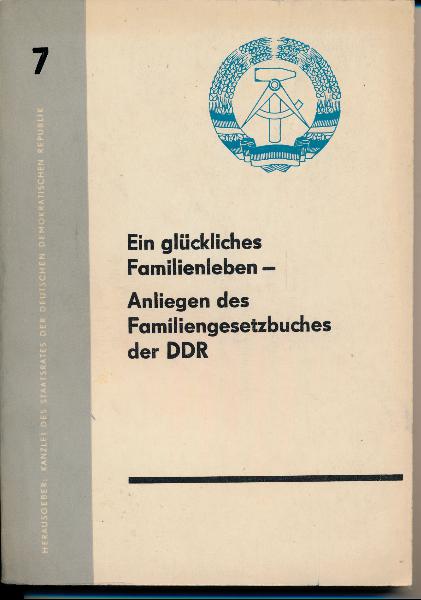 7
HERAUSGEBER: KANZLEI DES STAATSRATES DER DEUTSCHEN DEMOKRATISCHEN REPUBLIK
Ein glückliches
Familienleben –
Anliegen des
Familiengesetzbuches
der DDR